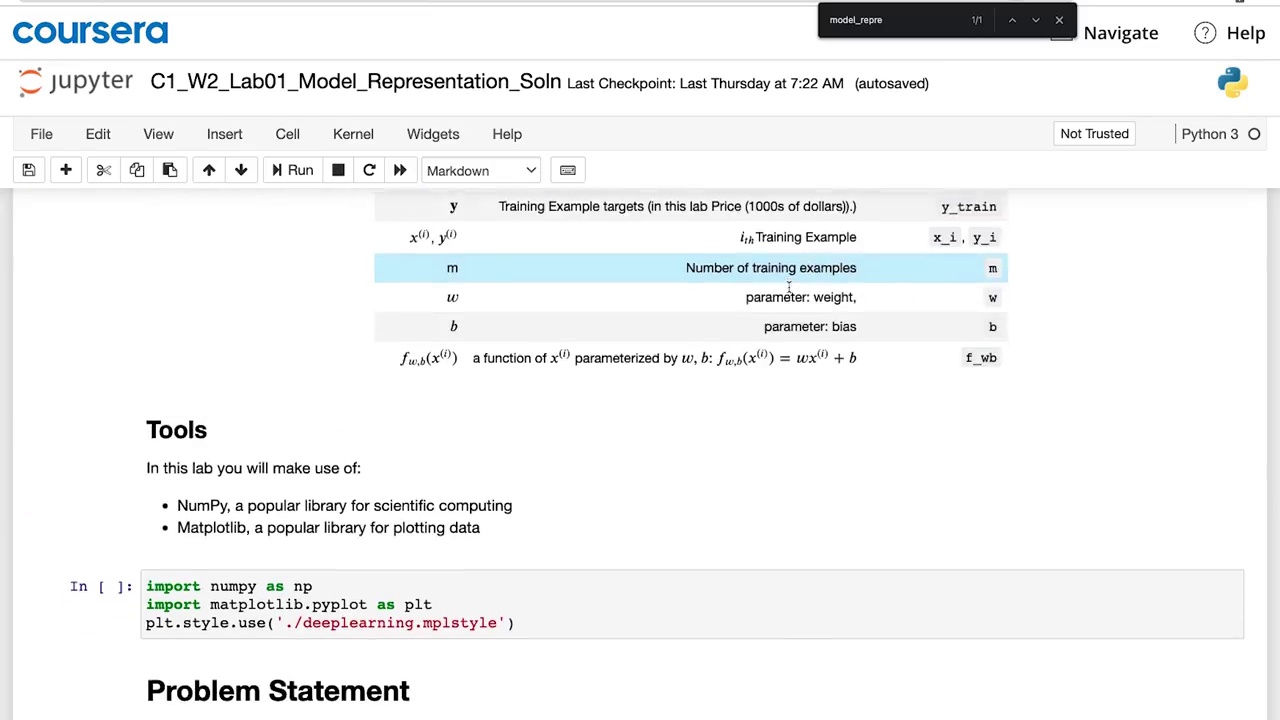 model_repre 1/1
coursera Navigate Help
jupyter C1_W2_Lab01_Model_Representation_Soln Last Checkpoint: Last Thursday at 7:22 AM (autosaved)
File Edit View Insert Cell Kernel Widgets Help Not Trusted Python 3
Run Markdown
y Training Example targets (in this lab Price (1000s of dollars)).) y_train
x⁽ⁱ⁾, y⁽ⁱ⁾ iₜₕTraining Example x_i, y_i
m Number of training examples m
w parameter: weight, w
b parameter: bias b
f_{w,b}(x⁽ⁱ⁾) a function of x⁽ⁱ⁾ parameterized by w, b: f_{w,b}(x⁽ⁱ⁾) = wx⁽ⁱ⁾ + b f_wb
Tools
In this lab you will make use of:
• NumPy, a popular library for scientific computing
• Matplotlib, a popular library for plotting data
In [ ]: import numpy as np
import matplotlib.pyplot as plt
plt.style.use('./deeplearning.mplstyle')
Problem Statement